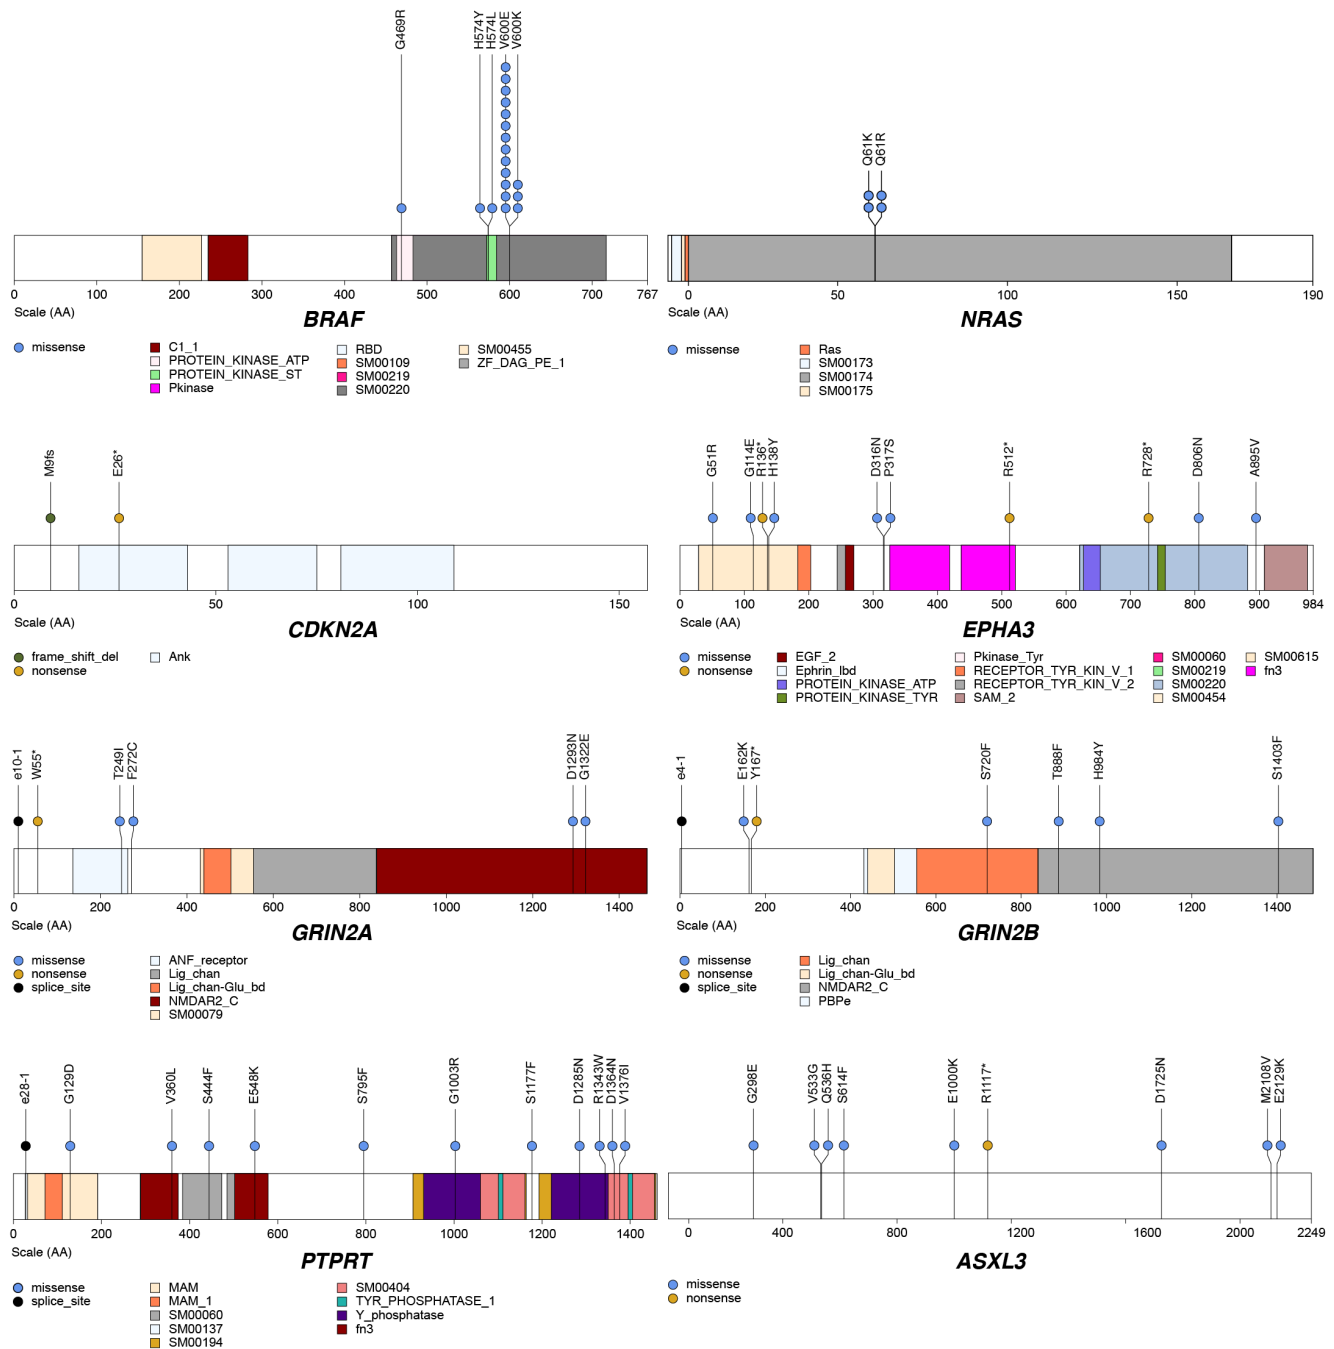 G469R
H574Y
H574L
V600E
V600K
0 100 200 300 400 500 600 700 767
Scale (AA)
BRAF
missense
C1_1
PROTEIN_KINASE_ATP
PROTEIN_KINASE_ST
Pkinase
RBD
SM00109
SM00219
SM00220
SM00455
ZF_DAG_PE_1
Q61K
Q61R
0 50 100 150 190
Scale (AA)
NRAS
missense
Ras
SM00173
SM00174
SM00175
M9fs
E26*
0 50 100 150
Scale (AA)
CDKN2A
frame_shift_del
nonsense
Ank
G51R
G114E
R136*
H138Y
D316N
P317S
R512*
R728*
D806N
A895V
0 100 200 300 400 500 600 700 800 900 984
Scale (AA)
EPHA3
missense
nonsense
EGF_2
Ephrin_lbd
PROTEIN_KINASE_ATP
PROTEIN_KINASE_TYR
Pkinase_Tyr
RECEPTOR_TYR_KIN_V_1
RECEPTOR_TYR_KIN_V_2
SAM_2
SM00060
SM00219
SM00220
SM00454
SM00615
fn3
e10-1
W55*
T249I
F272C
D1293N
G1322E
0 200 400 600 800 1000 1200 1400
Scale (AA)
GRIN2A
missense
nonsense
splice_site
ANF_receptor
Lig_chan
Lig_chan-Glu_bd
NMDAR2_C
SM00079
e4-1
E162K
Y167*
S720F
T888F
H984Y
S1403F
0 200 400 600 800 1000 1200 1400
Scale (AA)
GRIN2B
missense
nonsense
splice_site
Lig_chan
Lig_chan-Glu_bd
NMDAR2_C
PBPe
e28-1
G129D
V360L
S444F
E548K
S795F
G1003R
S1177F
D1285N
R1343W
D1364N
V1376I
0 200 400 600 800 1000 1200 1400
Scale (AA)
PTPRT
missense
splice_site
MAM
MAM_1
SM00060
SM00137
SM00194
SM00404
TYR_PHOSPHATASE_1
Y_phosphatase
fn3
G298E
V533G
Q536H
S614F
E1000K
R1117*
D1725N
M2108V
E2129K
0 400 800 1200 1600 2000 2249
Scale (AA)
ASXL3
missense
nonsense